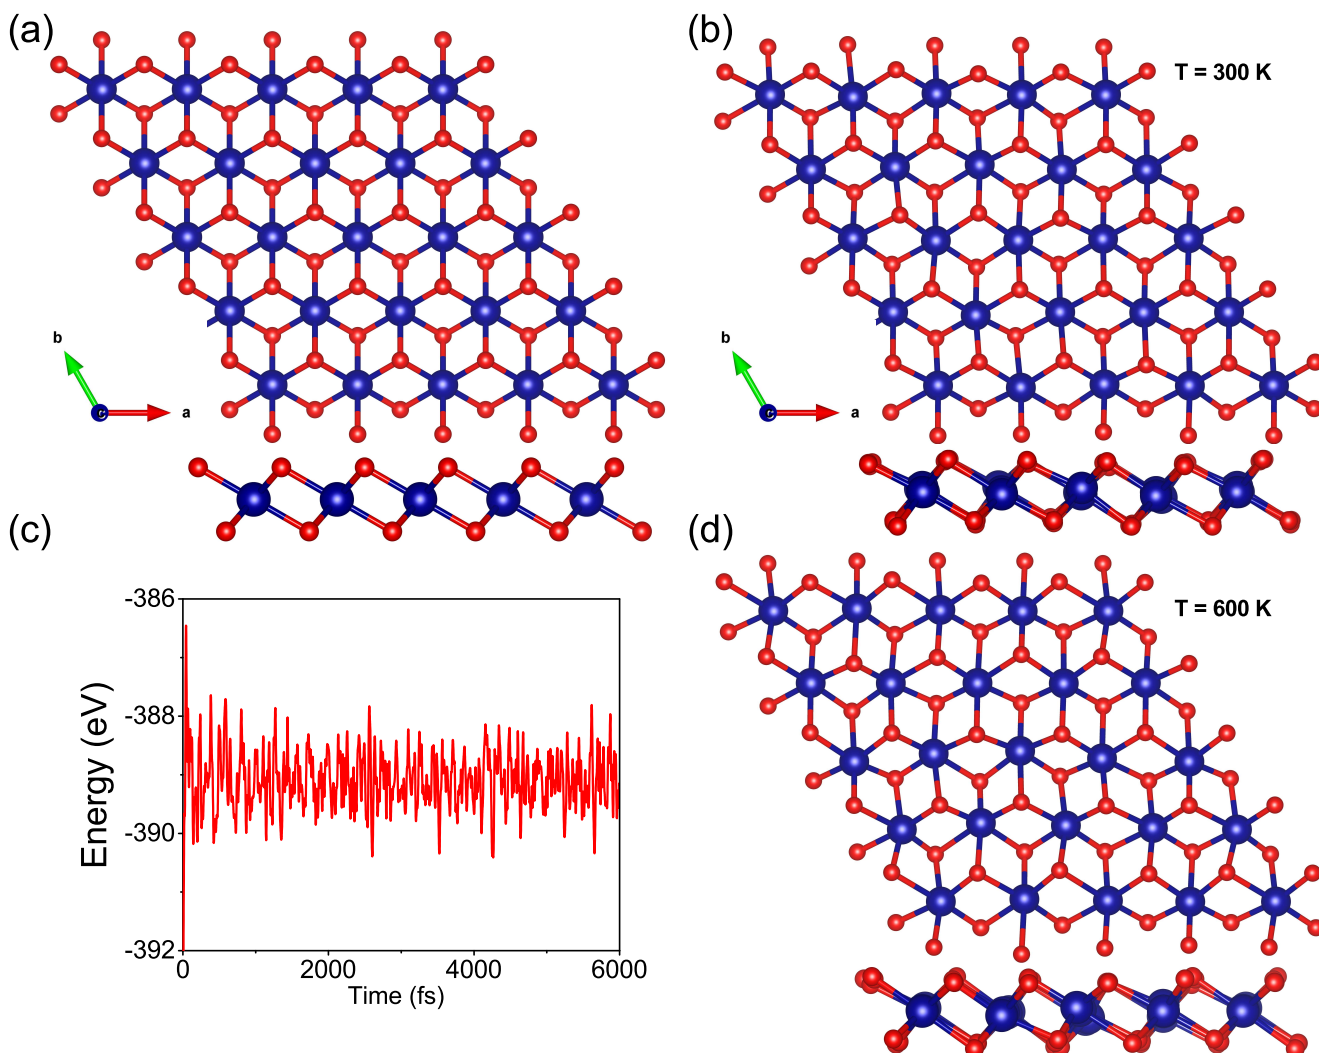 (a)
b
c
a
(b)
T = 300 K
b
c
a
(c)
-386
-388
-390
-392
Energy (eV)
0
2000
4000
6000
Time (fs)
(d)
T = 600 K